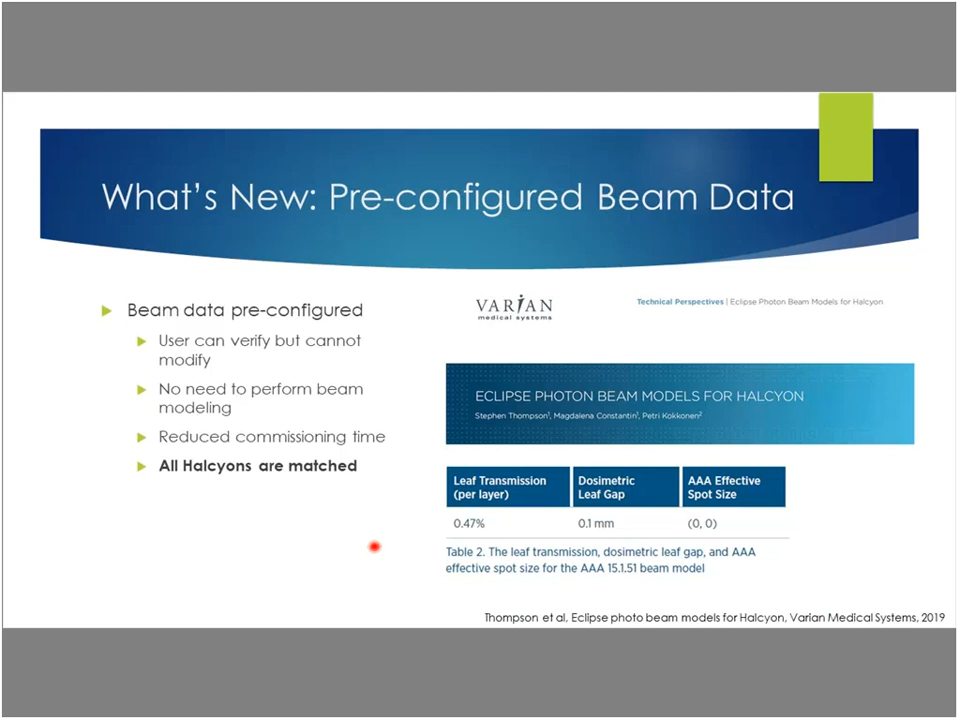 What's New: Pre-configured Beam Data
Beam data pre-configured
User can verify but cannot
modify
No need to perform beam
modeling
Reduced commissioning time
All Halcyons are matched
VARIAN
medical systems
Technical Perspectives | Eclipse Photon Beam Models for Halcyon
ECLIPSE PHOTON BEAM MODELS FOR HALCYON
Stephen Thompson¹, Magdalena Constantin¹, Petri Kokkonen²
Leaf Transmission (per layer) Dosimetric Leaf Gap AAA Effective Spot Size
0.47% 0.1 mm (0, 0)
Table 2. The leaf transmission, dosimetric leaf gap, and AAA
effective spot size for the AAA 15.1.51 beam model
Thompson et al, Eclipse photo beam models for Halcyon, Varian Medical Systems, 2019